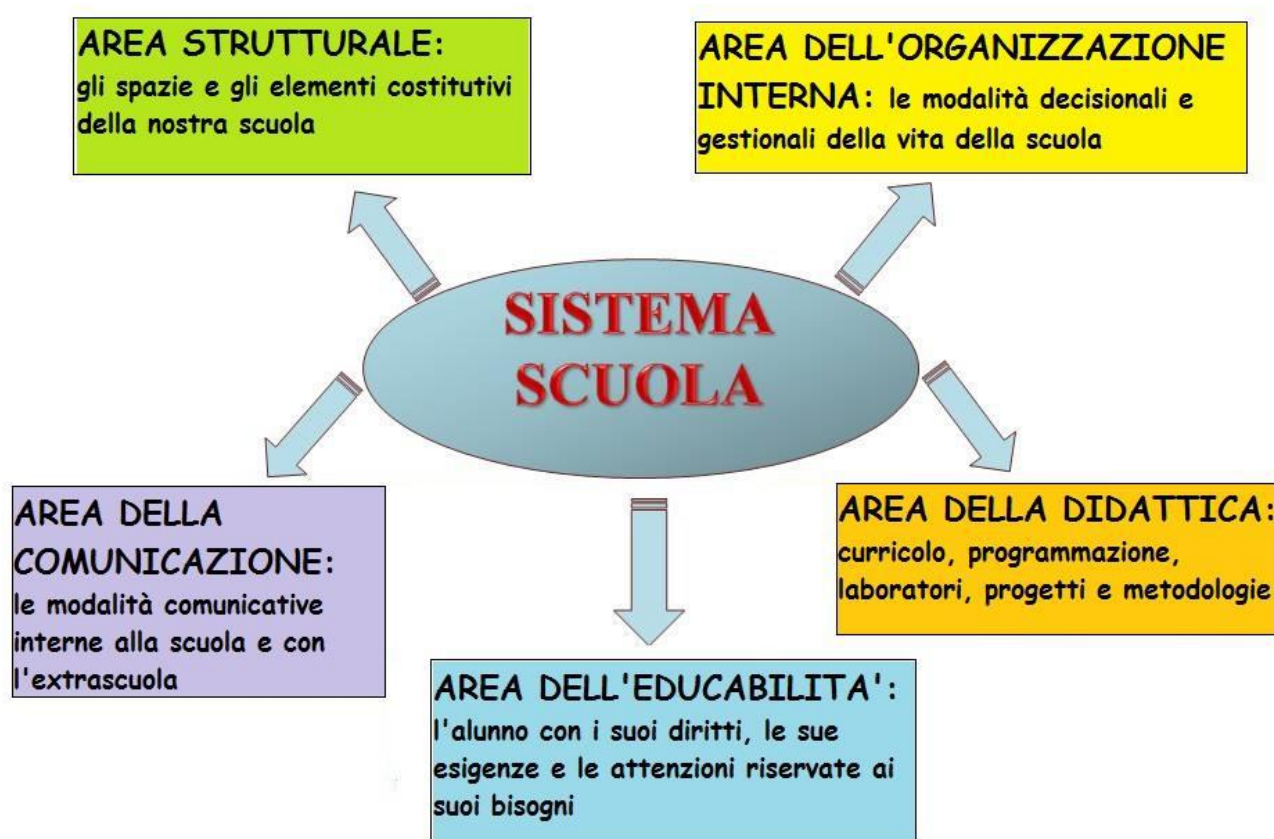 AREA STRUTTURALE:
gli spazie e gli elementi costitutivi
della nostra scuola
AREA DELL'ORGANIZZAZIONE
INTERNA: le modalità decisionali e
gestionali della vita della scuola
SISTEMA
SCUOLA
AREA DELLA
COMUNICAZIONE:
le modalità comunicative
interne alla scuola e con
l'extrascuola
AREA DELLA DIDATTICA:
curricolo, programmazione,
laboratori, progetti e metodologie
AREA DELL'EDUCABILITA':
l'alunno con i suoi diritti, le sue
esigenze e le attenzioni riservate ai
suoi bisogni